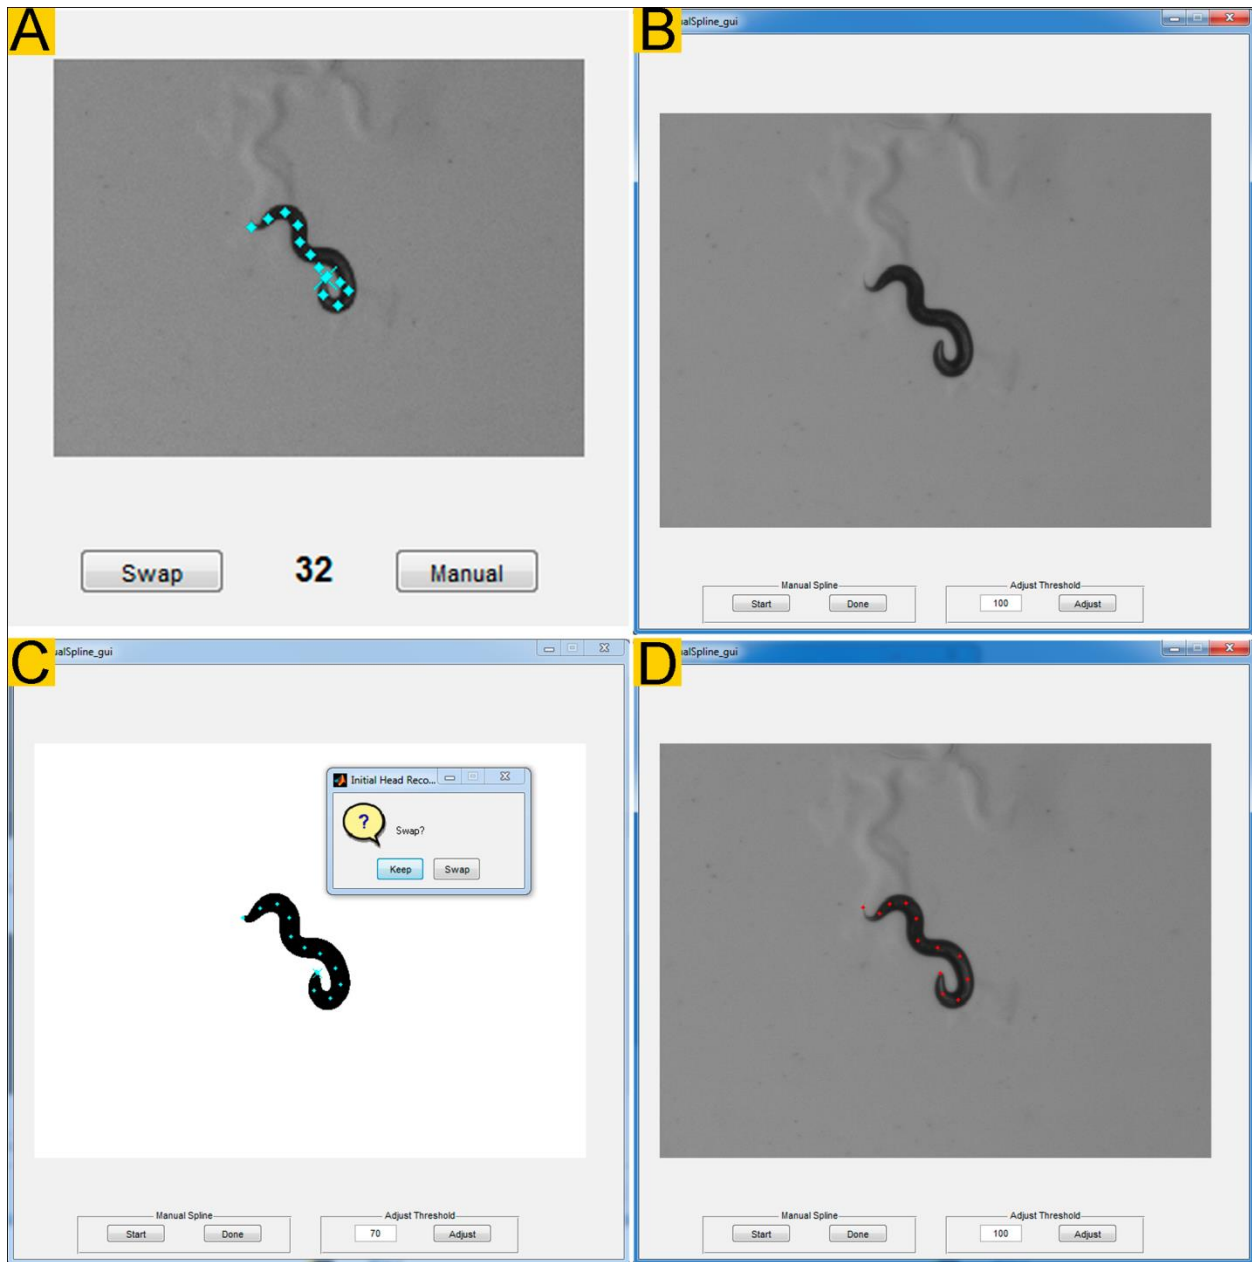 A
Swap
32
Manual
B
alSpline_gui
Manual Spline
Start
Done
Adjust Threshold
100
Adjust
C
alSpline_gui
Initial Head Reco...
?
Swap?
Keep
Swap
Manual Spline
Start
Done
Adjust Threshold
70
Adjust
D
alSpline_gui
Manual Spline
Start
Done
Adjust Threshold
100
Adjust